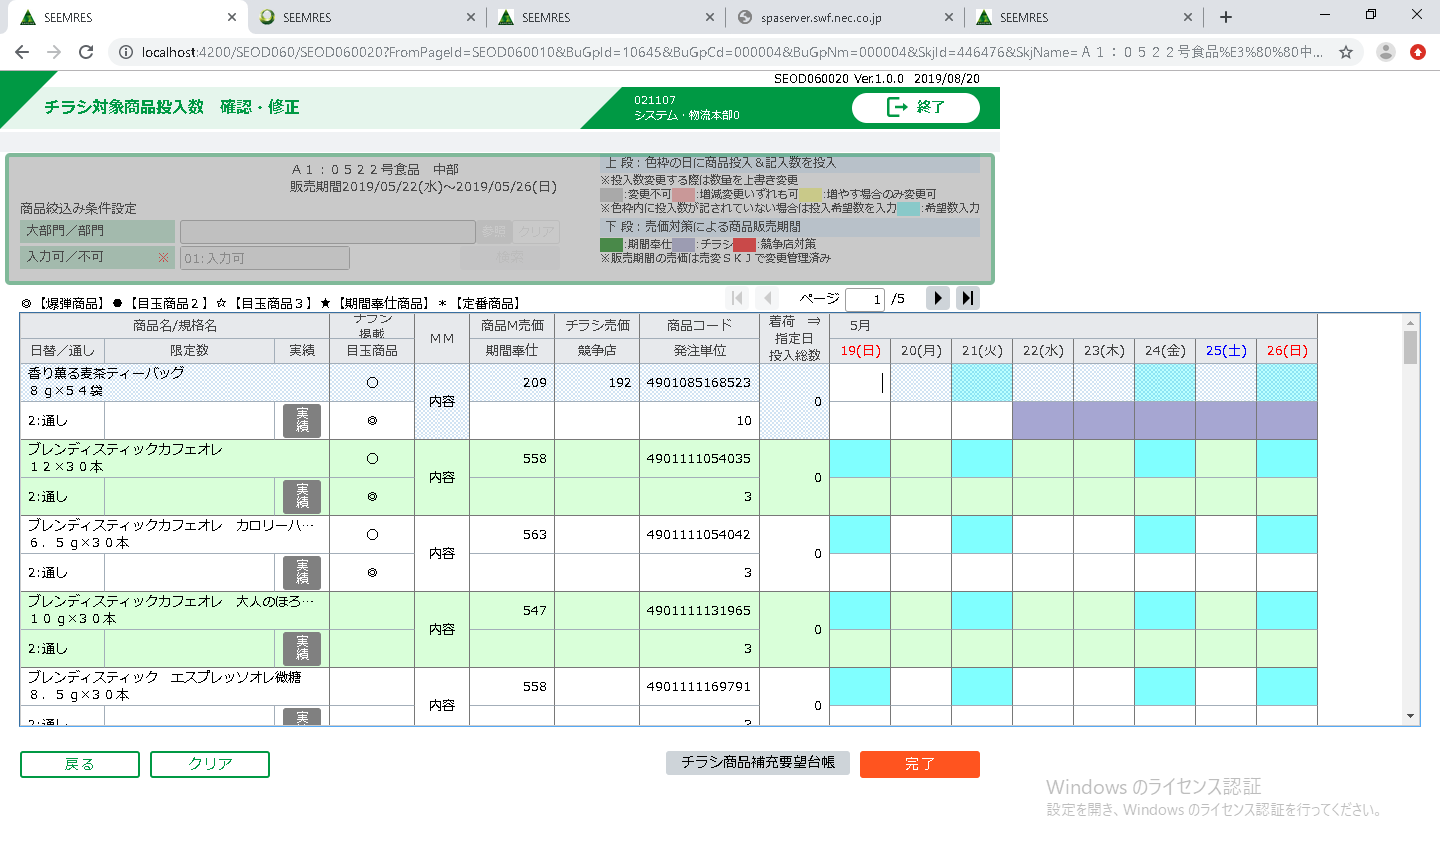 SEEMRES
SEEMRES
SEEMRES
spaserver.swf.nec.co.jp
SEEMRES
localhost:4200/SEOD060/SEOD060020?FromPageId=SEOD060010&BuGpId=10645&BuGpCd=000004&BuGpNm=000004&SkjId=446476&SkjName=Ａ１：０５２２号食品%E3%80%80中...
SEOD060020 Ver.1.0.0 2019/08/20
チラシ対象商品投入数　確認・修正
021107
システム・物流本部0
終了
Ａ１：０５２２号食品　中部
販売期間2019/05/22(水)～2019/05/26(日)
商品絞込み条件設定
大部門／部門
参照
クリア
入力可／不可 ※
01:入力可
検索
上 段：色枠の日に商品投入＆記入数を投入
※投入数変更する際は数量を上書き変更
:変更不可 :増減変更いずれも可 :増やす場合のみ変更可
※色枠内に投入数が記されていない場合は投入希望数を入力 :希望数入力
下 段：売価対策による商品販売期間
:期間奉仕 :チラシ :競争店対策
※販売期間の売価は売変ＳＫＪで変更管理済み
◎【爆弾商品】●【目玉商品２】☆【目玉商品３】★【期間奉仕商品】＊【定番商品】
ページ 1 /5
商品名/規格名 チラシ掲載 ＭＭ 商品Ｍ売価 チラシ売価 商品コード 着荷 ⇒ 指定日 投入総数 5月
日替／通し 限定数 実績 目玉商品 期間奉仕 競争店 発注単位 19(日) 20(月) 21(火) 22(水) 23(木) 24(金) 25(土) 26(日)
香り薫る麦茶ティーバッグ
８ｇ×５４袋 ○ 内容 209 192 4901085168523 0
2:通し 実績 ◎ 10
ブレンディスティックカフェオレ
１２×３０本 ○ 内容 558 4901111054035 0
2:通し 実績 ◎ 3
ブレンディスティックカフェオレ　カロリーハ…
６．５ｇ×３０本 ○ 内容 563 4901111054042 0
2:通し 実績 ◎ 3
ブレンディスティックカフェオレ　大人のほろ…
１０ｇ×３０本 内容 547 4901111131965 0
2:通し 実績 3
ブレンディスティック　エスプレッソオレ微糖
８．５ｇ×３０本 内容 558 4901111169791 0
2:通し 実 3
戻る
クリア
チラシ商品補充要望台帳
完了
Windows のライセンス認証
設定を開き、Windows のライセンス認証を行ってください。